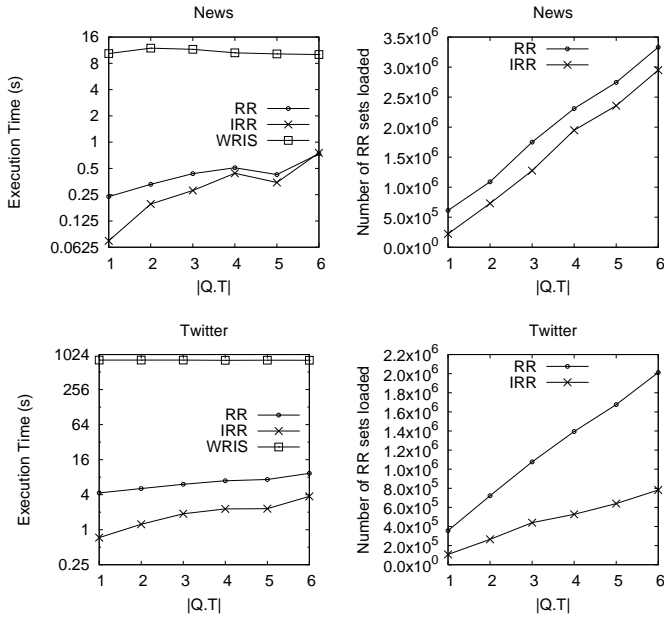 News
Execution Time (s)
16
8
4
2
1
0.5
0.25
0.125
0.0625
RR
IRR
WRIS
1 2 3 4 5 6
|Q.T|
News
Number of RR sets loaded
3.5x10^6
3.0x10^6
2.5x10^6
2.0x10^6
1.5x10^6
1.0x10^6
5.0x10^5
0.0x10^0
RR
IRR
1 2 3 4 5 6
|Q.T|
Twitter
Execution Time (s)
1024
256
64
16
4
1
0.25
RR
IRR
WRIS
1 2 3 4 5 6
|Q.T|
Twitter
Number of RR sets loaded
2.2x10^6
2.0x10^6
1.8x10^6
1.6x10^6
1.4x10^6
1.2x10^6
1.0x10^6
8.0x10^5
6.0x10^5
4.0x10^5
2.0x10^5
0.0x10^0
RR
IRR
1 2 3 4 5 6
|Q.T|